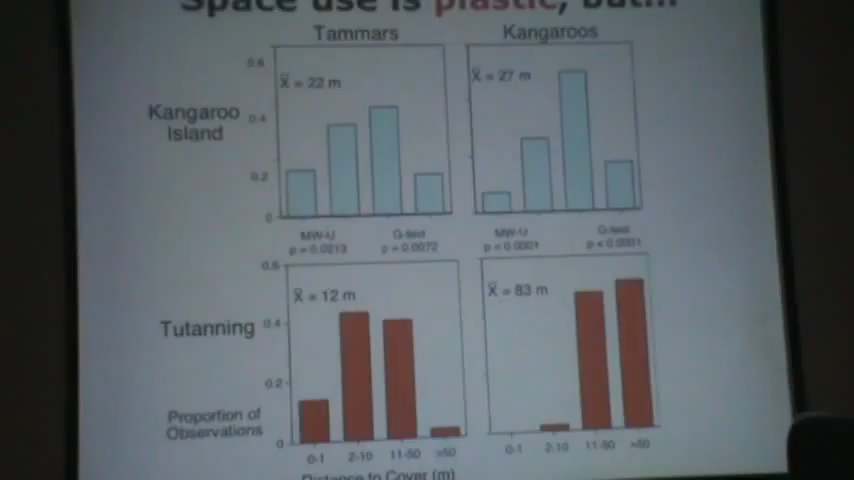 Space use is plastic, but...
Tammars Kangaroos
Kangaroo
Island
0.6
0.4
0.2
0
X̄ = 22 m X̄ = 27 m
MW-U G-test MW-U G-test
p = 0.0213 p = 0.0072 p < 0.0001 p < 0.0001
Tutanning
0.6
0.4
0.2
0
X̄ = 12 m X̄ = 83 m
Proportion of
Observations
0-1 2-10 11-50 >50 0-1 2-10 11-50 >50
Distance to Cover (m)